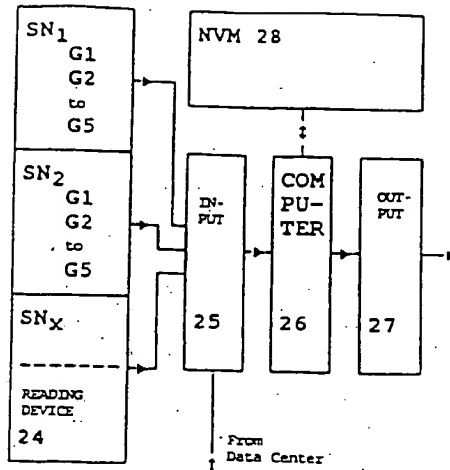 SN1
G1
G2
to
G5
SN2
G1
G2
to
G5
SNX
READING
DEVICE
24
NVM 28
IN-
PUT
25
COM
PU-
TER
26
OUT-
PUT
27
From
Data Center